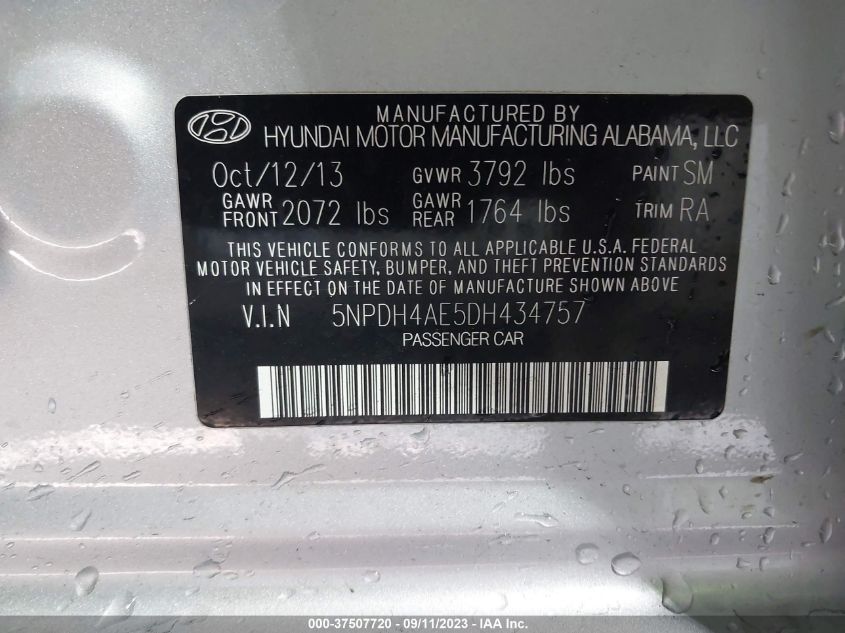 MANUFACTURED BY
HYUNDAI MOTOR MANUFACTURING ALABAMA, LLC
Oct/12/13 GVWR 3792 lbs PAINT SM
GAWR FRONT 2072 lbs GAWR REAR 1764 lbs TRIM RA
THIS VEHICLE CONFORMS TO ALL APPLICABLE U.S.A. FEDERAL
MOTOR VEHICLE SAFETY, BUMPER, AND THEFT PREVENTION STANDARDS
IN EFFECT ON THE DATE OF MANUFACTURE SHOWN ABOVE
V.I.N 5NPDH4AE5DH434757
PASSENGER CAR
000-37507720 - 09/11/2023 - © IAA Inc.